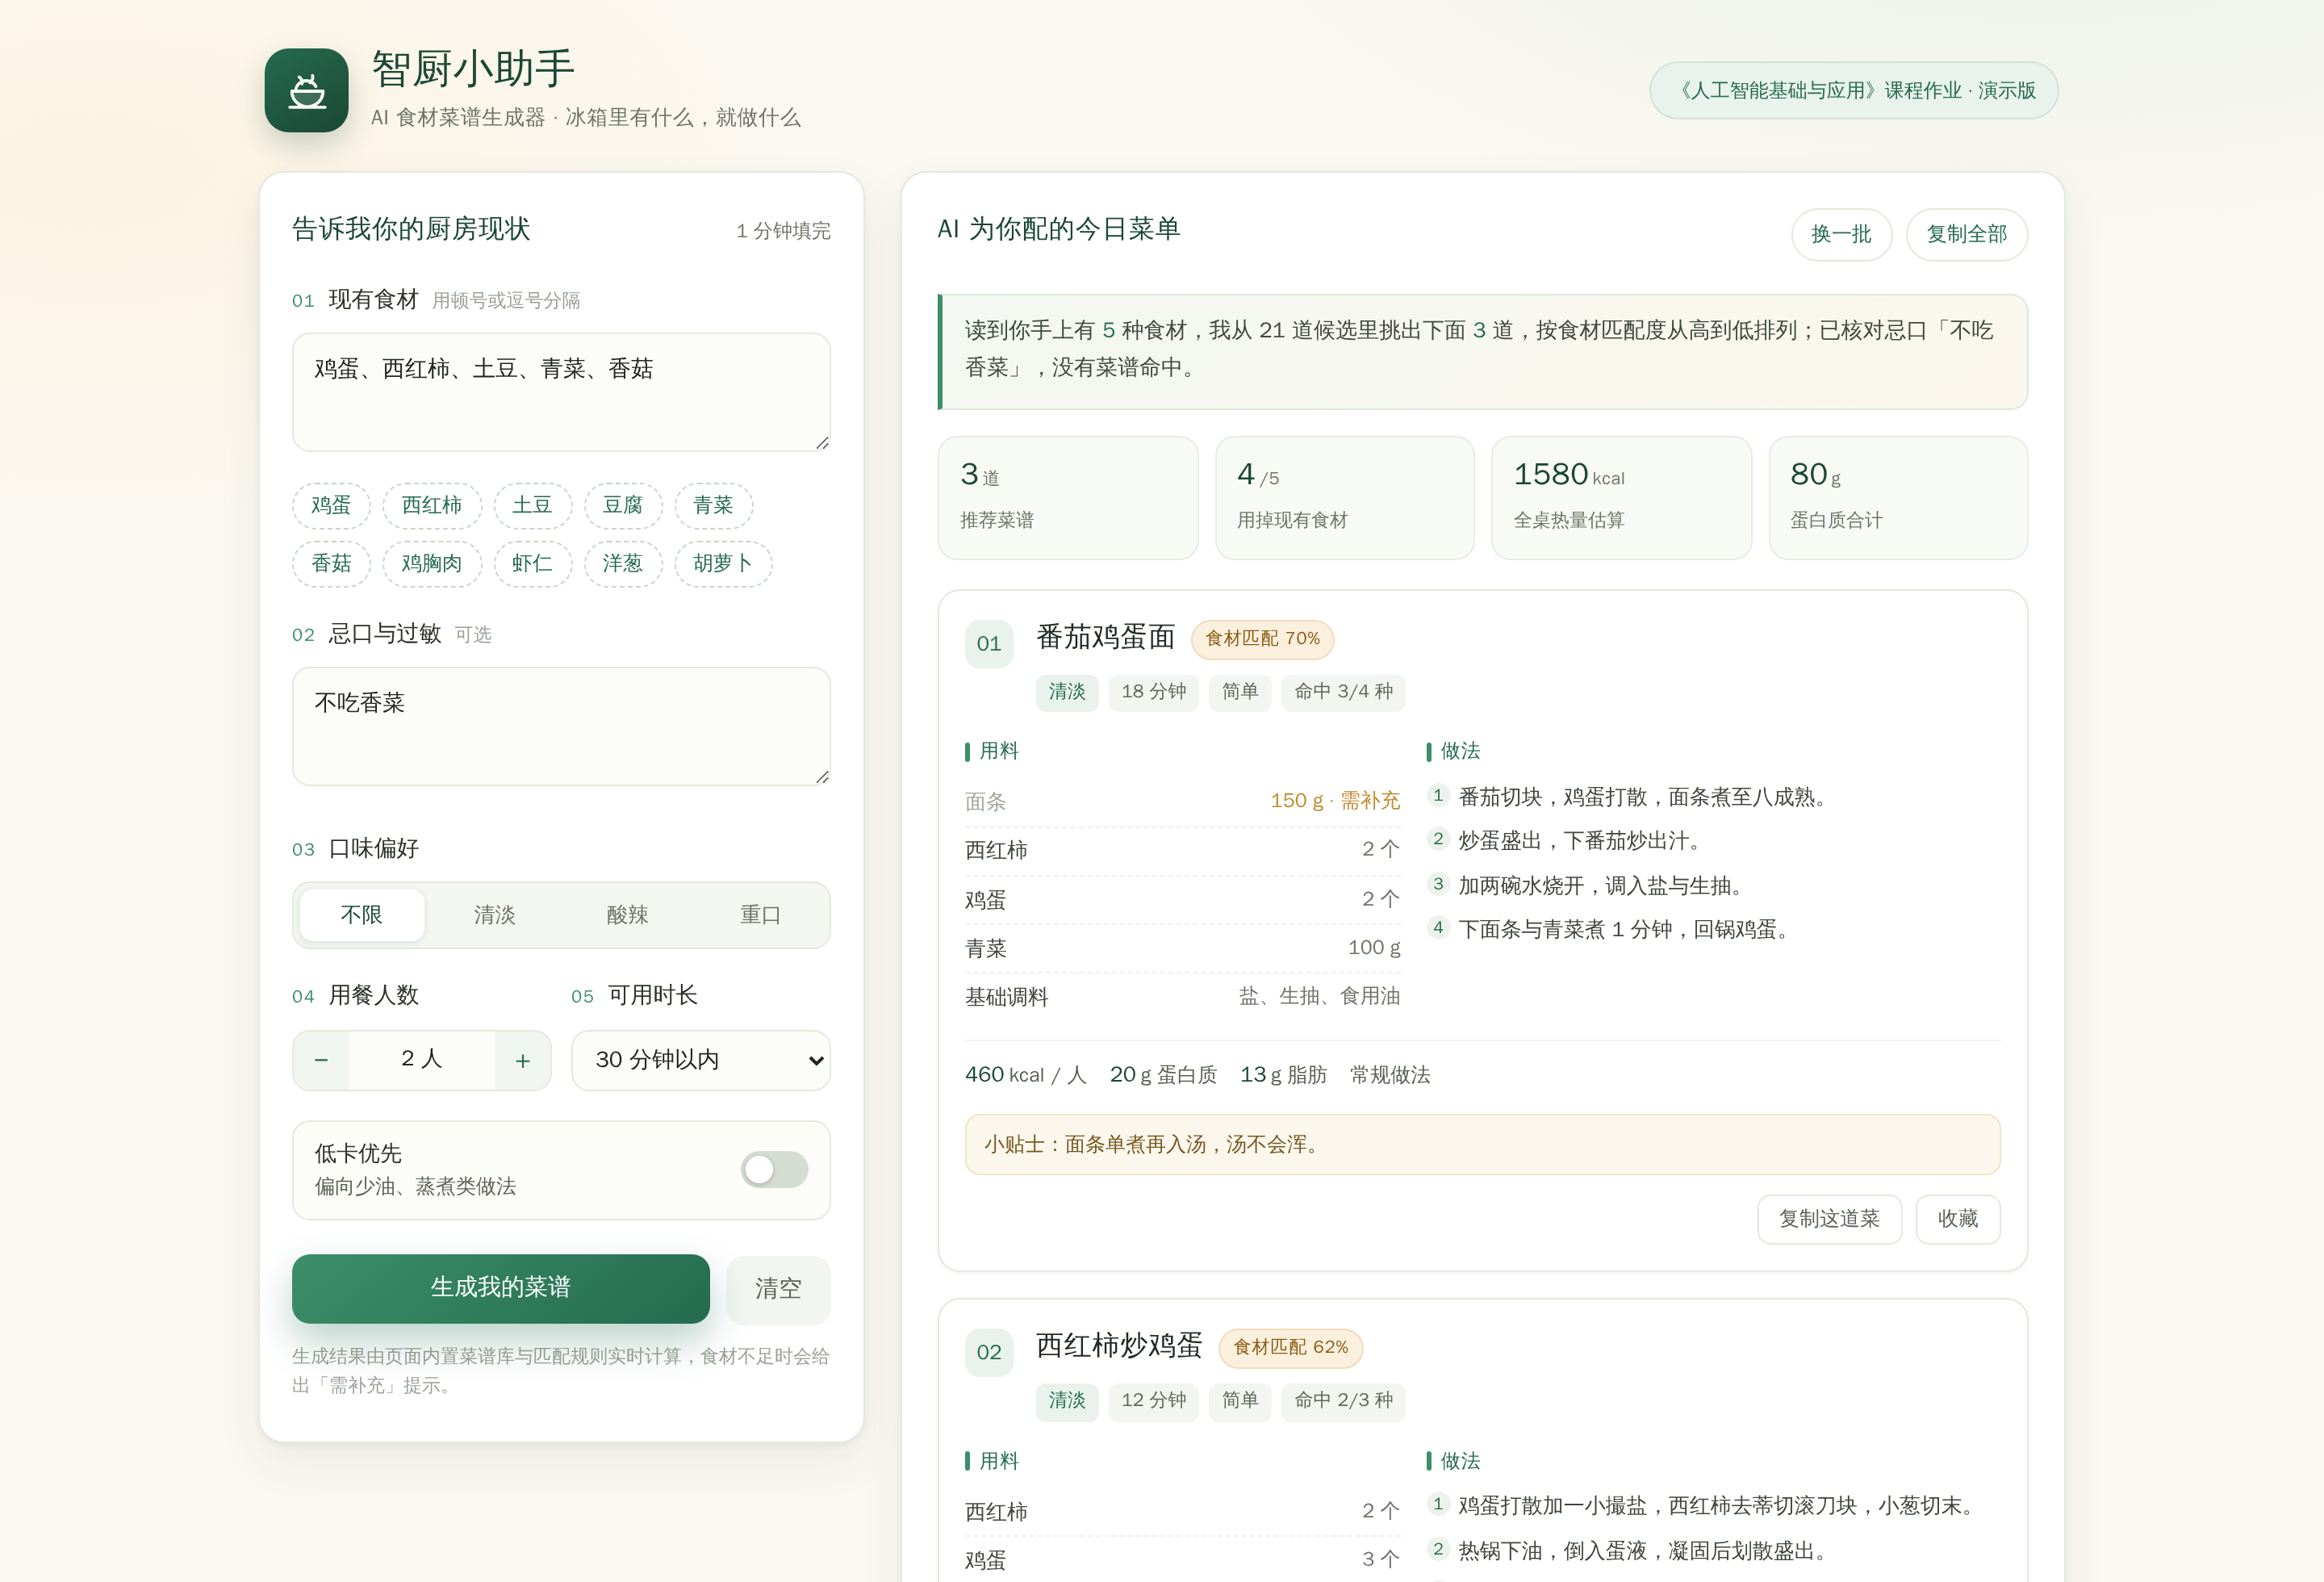 智厨小助手
AI 食材菜谱生成器 · 冰箱里有什么，就做什么
《人工智能基础与应用》课程作业 · 演示版
告诉我你的厨房现状
1 分钟填完
01 现有食材 用顿号或逗号分隔
鸡蛋、西红柿、土豆、青菜、香菇
鸡蛋 西红柿 土豆 豆腐 青菜
香菇 鸡胸肉 虾仁 洋葱 胡萝卜
02 忌口与过敏 可选
不吃香菜
03 口味偏好
不限 清淡 酸辣 重口
04 用餐人数 05 可用时长
− 2 人 + 30 分钟以内
低卡优先
偏向少油、蒸煮类做法
生成我的菜谱 清空
生成结果由页面内置菜谱库与匹配规则实时计算，食材不足时会给
出「需补充」提示。
AI 为你配的今日菜单
换一批 复制全部
读到你手上有 5 种食材，我从 21 道候选里挑出下面 3 道，按食材匹配度从高到低排列；已核对忌口「不吃
香菜」，没有菜谱命中。
3 道 4 /5 1580 kcal 80 g
推荐菜谱 用掉现有食材 全桌热量估算 蛋白质合计
01 番茄鸡蛋面 食材匹配 70%
清淡 18 分钟 简单 命中 3/4 种
用料
面条 150 g · 需补充
西红柿 2 个
鸡蛋 2 个
青菜 100 g
基础调料 盐、生抽、食用油
做法
1 番茄切块，鸡蛋打散，面条煮至八成熟。
2 炒蛋盛出，下番茄炒出汁。
3 加两碗水烧开，调入盐与生抽。
4 下面条与青菜煮 1 分钟，回锅鸡蛋。
460 kcal / 人 20 g 蛋白质 13 g 脂肪 常规做法
小贴士：面条单煮再入汤，汤不会浑。
复制这道菜 收藏
02 西红柿炒鸡蛋 食材匹配 62%
清淡 12 分钟 简单 命中 2/3 种
用料
西红柿 2 个
鸡蛋 3 个
做法
1 鸡蛋打散加一小撮盐，西红柿去蒂切滚刀块，小葱切末。
2 热锅下油，倒入蛋液，凝固后划散盛出。